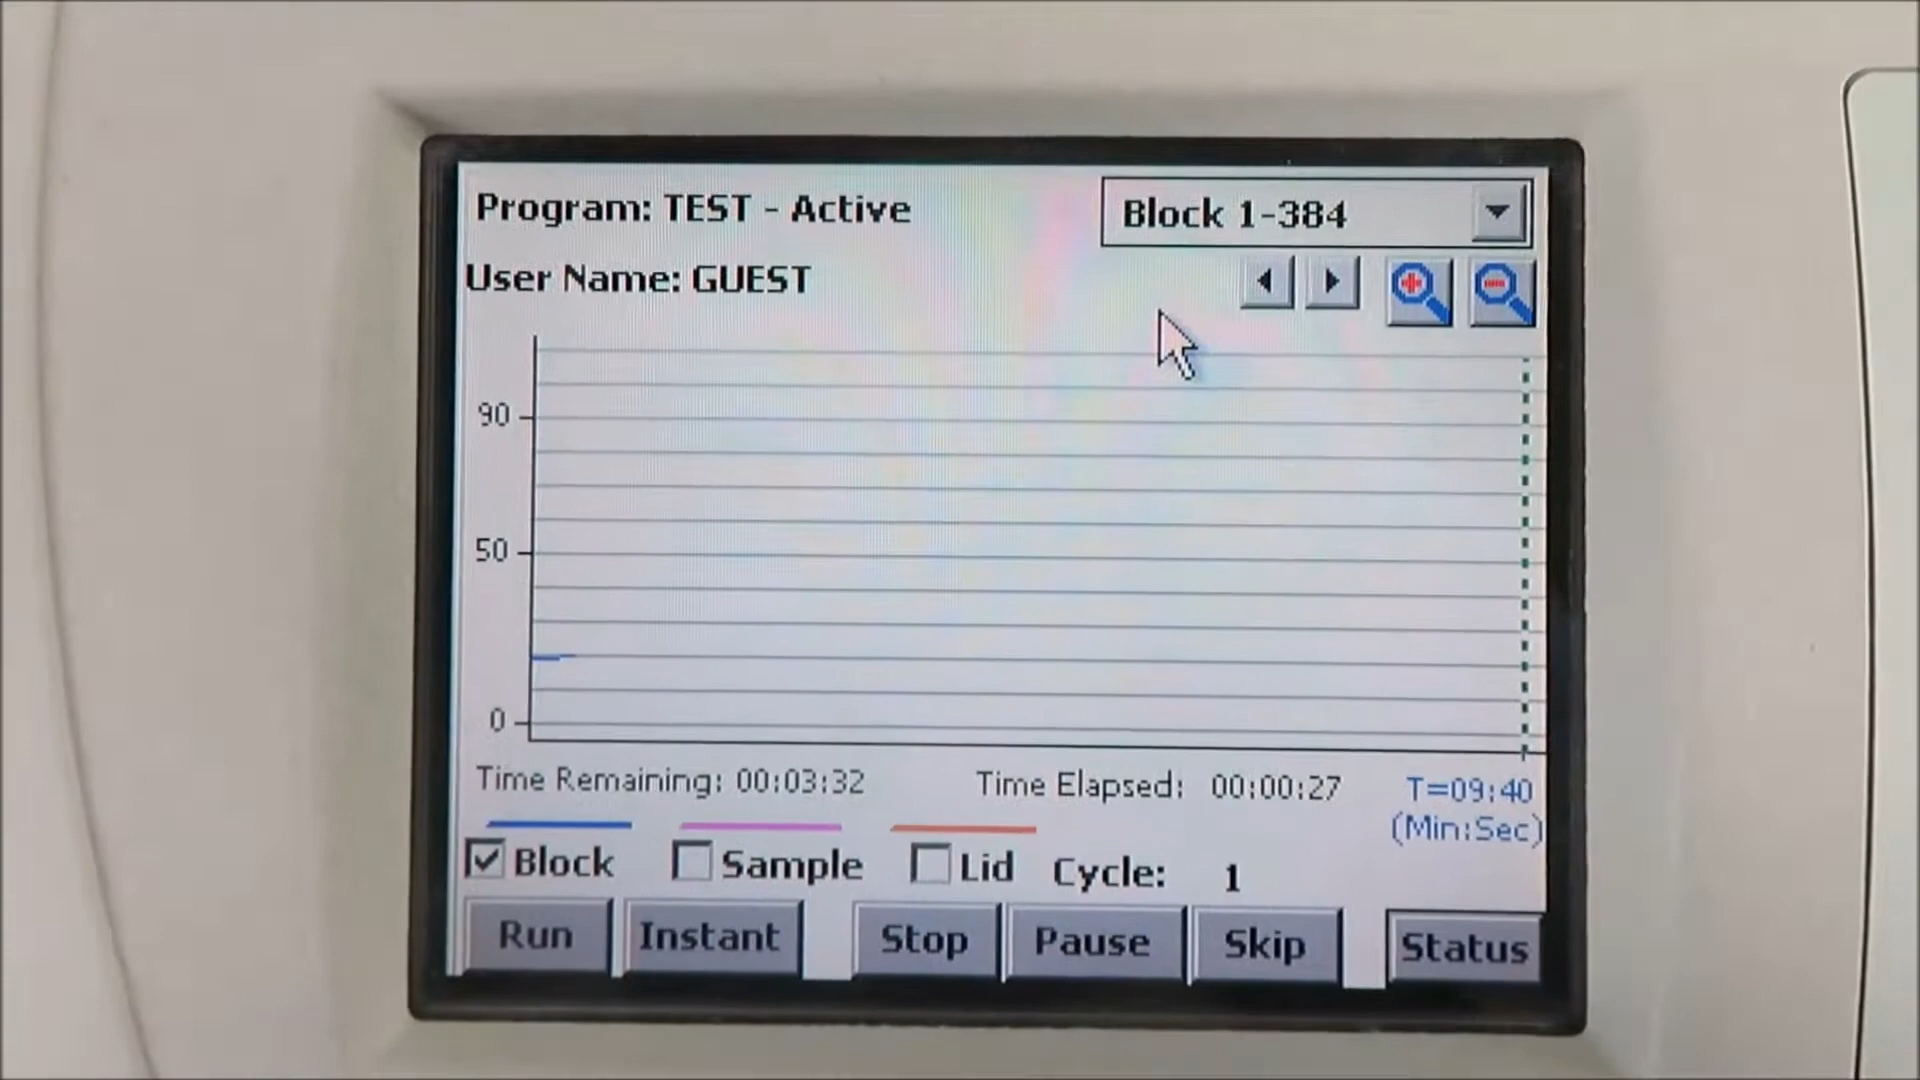 Program: TEST - Active
Block 1-384
User Name: GUEST
90
50
0
Time Remaining: 00:03:32
Time Elapsed: 00:00:27
T=09:40
(Min:Sec)
Block
Sample
Lid
Cycle: 1
Run
Instant
Stop
Pause
Skip
Status